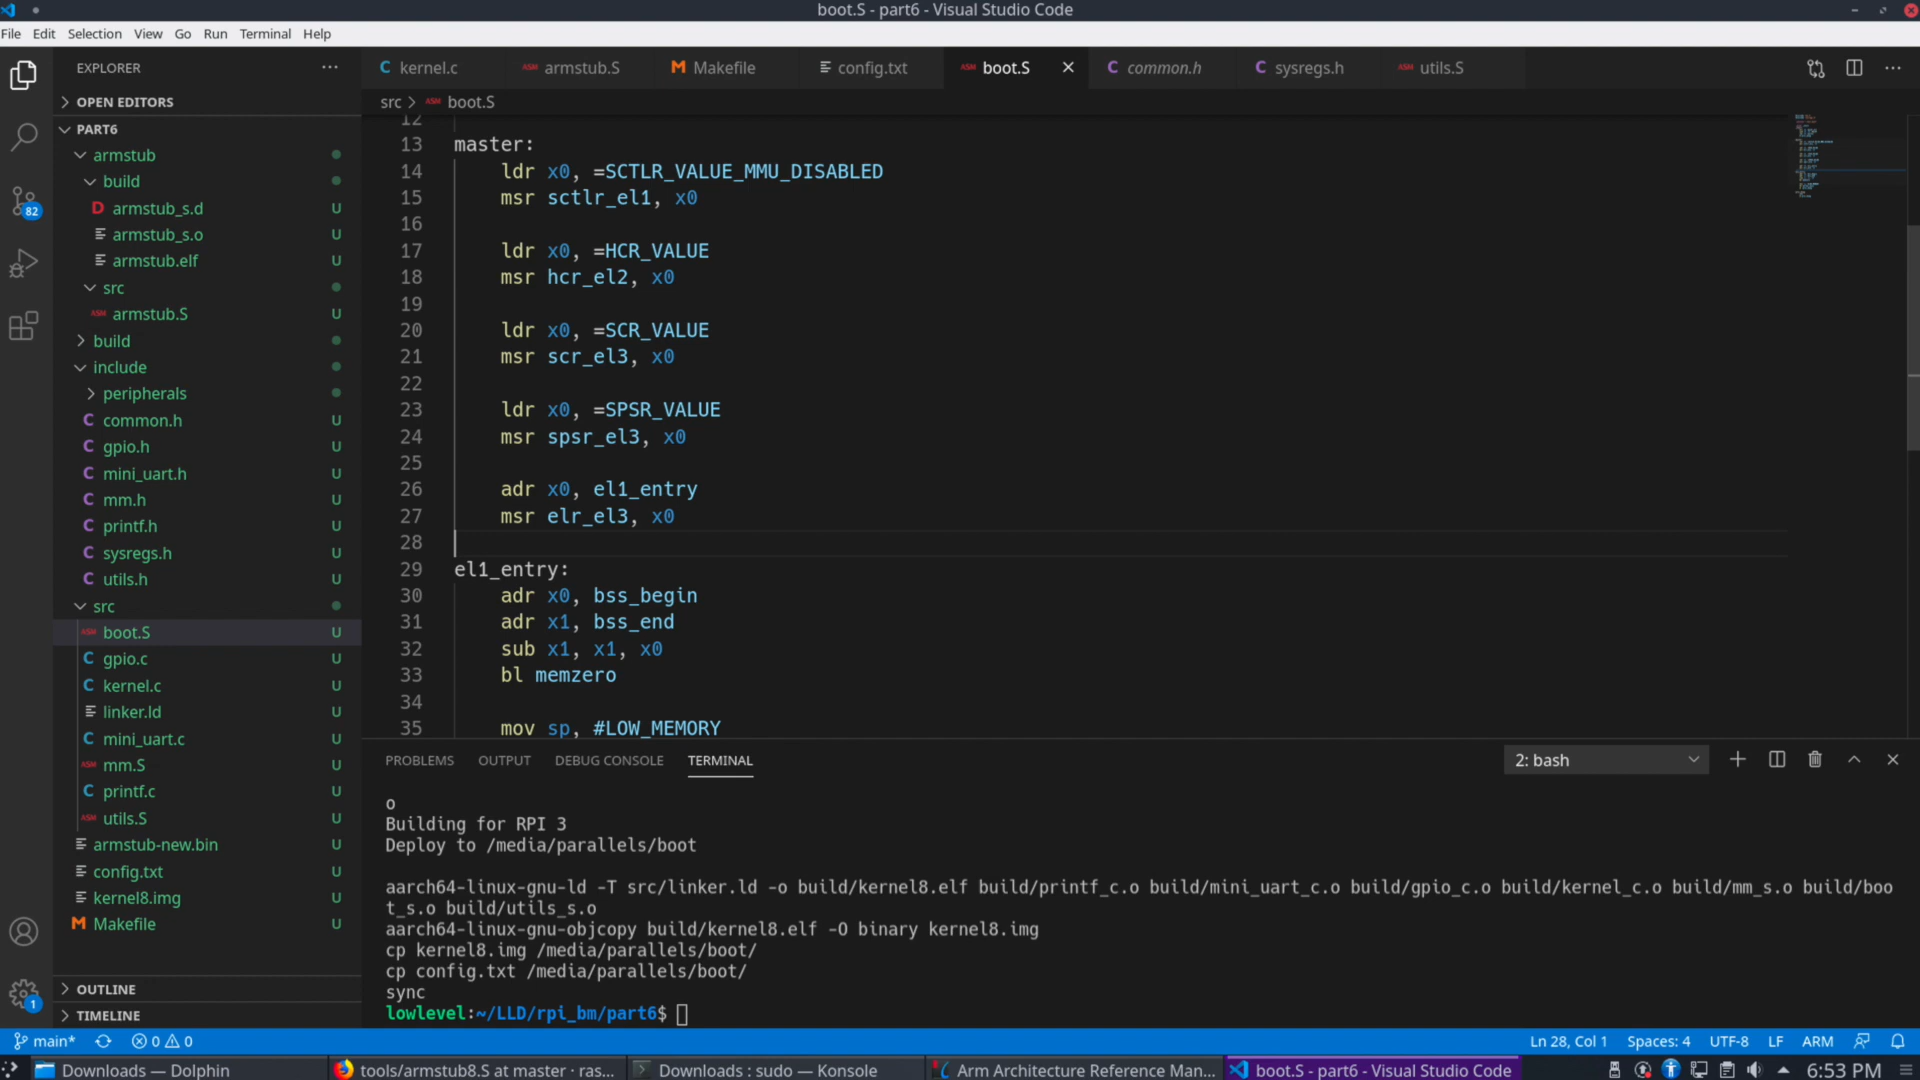 boot.S - part6 - Visual Studio Code
File Edit Selection View Go Run Terminal Help
EXPLORER
OPEN EDITORS
PART6
armstub
build
armstub_s.d U
armstub_s.o U
armstub.elf U
src
armstub.S U
build
include
peripherals
common.h U
gpio.h U
mini_uart.h U
mm.h U
printf.h U
sysregs.h U
utils.h U
src
boot.S U
gpio.c U
kernel.c U
linker.ld U
mini_uart.c U
mm.S U
printf.c U
utils.S U
armstub-new.bin U
config.txt U
kernel8.img U
Makefile U
OUTLINE
TIMELINE
82
1
kernel.c armstub.S Makefile config.txt boot.S common.h sysregs.h utils.S
src > boot.S
12
13 master:
14 ldr x0, =SCTLR_VALUE_MMU_DISABLED
15 msr sctlr_el1, x0
16
17 ldr x0, =HCR_VALUE
18 msr hcr_el2, x0
19
20 ldr x0, =SCR_VALUE
21 msr scr_el3, x0
22
23 ldr x0, =SPSR_VALUE
24 msr spsr_el3, x0
25
26 adr x0, el1_entry
27 msr elr_el3, x0
28
29 el1_entry:
30 adr x0, bss_begin
31 adr x1, bss_end
32 sub x1, x1, x0
33 bl memzero
34
35 mov sp, #LOW_MEMORY
PROBLEMS OUTPUT DEBUG CONSOLE TERMINAL 2: bash
o
Building for RPI 3
Deploy to /media/parallels/boot
aarch64-linux-gnu-ld -T src/linker.ld -o build/kernel8.elf build/printf_c.o build/mini_uart_c.o build/gpio_c.o build/kernel_c.o build/mm_s.o build/boo
t_s.o build/utils_s.o
aarch64-linux-gnu-objcopy build/kernel8.elf -O binary kernel8.img
cp kernel8.img /media/parallels/boot/
cp config.txt /media/parallels/boot/
sync
lowlevel:~/LLD/rpi_bm/part6$
main* 0 0 Ln 28, Col 1 Spaces: 4 UTF-8 LF ARM
Downloads — Dolphin tools/armstub8.S at master · ras... Downloads : sudo — Konsole Arm Architecture Reference Man... boot.S - part6 - Visual Studio Code 6:53 PM